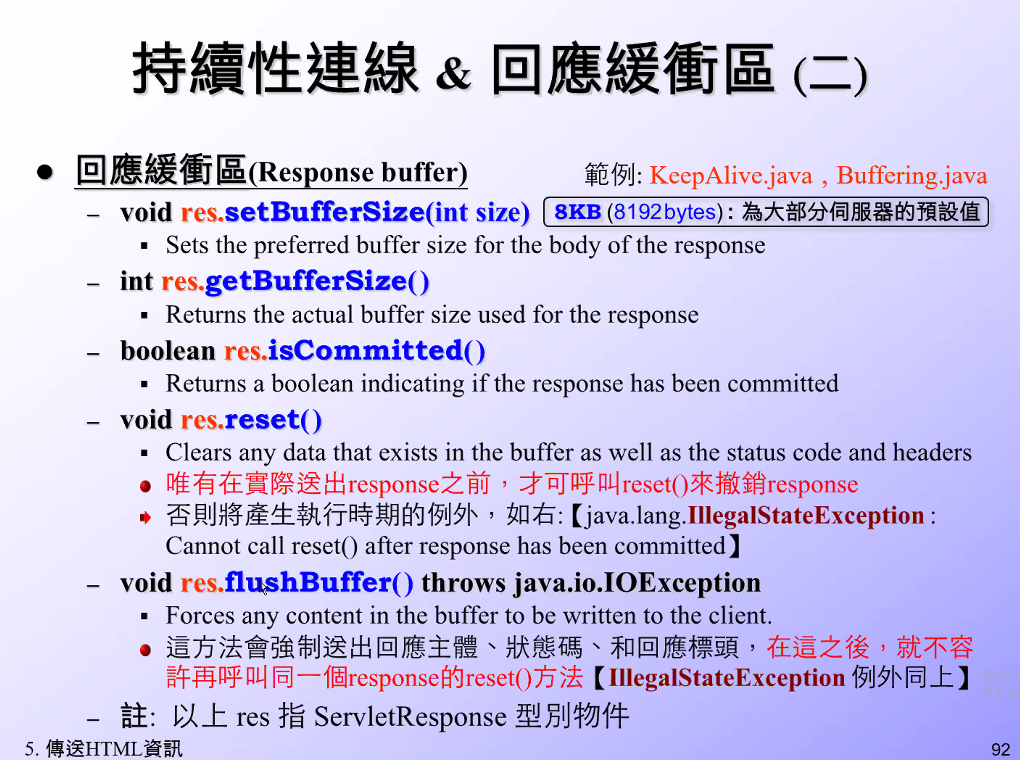 持續性連線 & 回應緩衝區 (二)
● 回應緩衝區(Response buffer) 範例: KeepAlive.java , Buffering.java
– void res.setBufferSize(int size) 8KB (8192bytes) : 為大部分伺服器的預設值
▪ Sets the preferred buffer size for the body of the response
– int res.getBufferSize( )
▪ Returns the actual buffer size used for the response
– boolean res.isCommitted( )
▪ Returns a boolean indicating if the response has been committed
– void res.reset( )
▪ Clears any data that exists in the buffer as well as the status code and headers
唯有在實際送出response之前，才可呼叫reset()來撤銷response
否則將產生執行時期的例外，如右:【java.lang.IllegalStateException :
Cannot call reset() after response has been committed】
– void res.flushBuffer( ) throws java.io.IOException
▪ Forces any content in the buffer to be written to the client.
這方法會強制送出回應主體、狀態碼、和回應標頭，在這之後，就不容
許再呼叫同一個response的reset()方法【IllegalStateException 例外同上】
– 註: 以上 res 指 ServletResponse 型別物件
5. 傳送HTML資訊 92